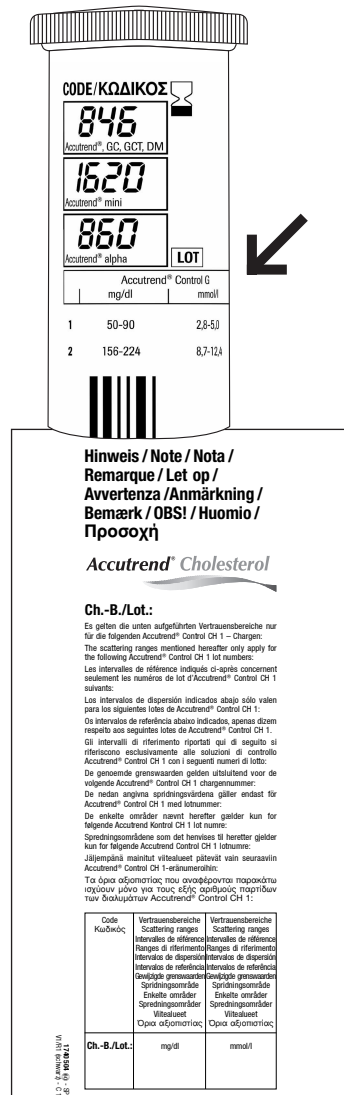 CODE/ΚΩΔΙΚΟΣ
846
Accutrend®, GC, GCT, DM
1620
Accutrend® mini
860
Accutrend® alpha
LOT
Accutrend® Control G
mg/dl mmol/l
1 50-90 2,8-5,0
2 156-224 8,7-12,4
Hinweis / Note / Nota /
Remarque / Let op /
Avvertenza /Anmärkning /
Bemærk / OBS! / Huomio /
Προσοχή
Accutrend® Cholesterol
Ch.-B./Lot.:
Es gelten die unten aufgeführten Vertrauensbereiche nur
für die folgenden Accutrend® Control CH 1 – Chargen:
The scattering ranges mentioned hereafter only apply for
the following Accutrend® Control CH 1 lot numbers:
Les intervalles de référence indiqués ci-après concernent
seulement les numéros de lot d'Accutrend® Control CH 1
suivants:
Los intervalos de dispersión indicados abajo sólo valen
para los siguientes lotes de Accutrend® Control CH 1:
Os intervalos de referência abaixo indicados, apenas dizem
respeito aos seguintes lotes de Accutrend® Control CH 1.
Gli intervalli di riferimento riportati qui di seguito si
riferiscono esclusivamente alle soluzioni di controllo
Accutrend® Control CH 1 con i seguenti numeri di lotto:
De genoemde grenswaarden gelden uitsluitend voor de
volgende Accutrend® Control CH 1 chargennummer:
De nedan angivna spridningsvärdena gäller endast för
Accutrend® Control CH 1 med lotnummer:
De enkelte områder nævnt herefter gælder kun for
følgende Accutrend Kontrol CH 1 lot numre:
Spredningsområdene som det henvises til heretter gjelder
kun for følgende Accutrend Control CH 1 lotnumre:
Jäljempänä mainitut viitealueet pätevät vain seuraaviin
Accutrend® Control CH 1-eränumeroihin:
Τα όρια αξιοπιστίας που αναφέρονται παρακάτω
ισχύουν μόνο για τους εξής αριθμούς παρτίδων
των διαλυμάτων Accutrend® Control CH 1:
Code Vertrauensbereiche Vertrauensbereiche
Κωδικός Scattering ranges Scattering ranges
Intervalles de référence Intervalles de référence
Ranges di riferimento Ranges di riferimento
Intervalos de dispersión Intervalos de dispersión
Intervalos de referência Intervalos de referência
Gewijzigde grenswaarden Gewijzigde grenswaarden
Spridningsområde Spridningsområde
Enkelte områder Enkelte områder
Spredningsområder Spredningsområder
Viitealueet Viitealueet
Όρια αξιοπιστίας Όρια αξιοπιστίας
Ch.-B./Lot.: mg/dl mmol/l